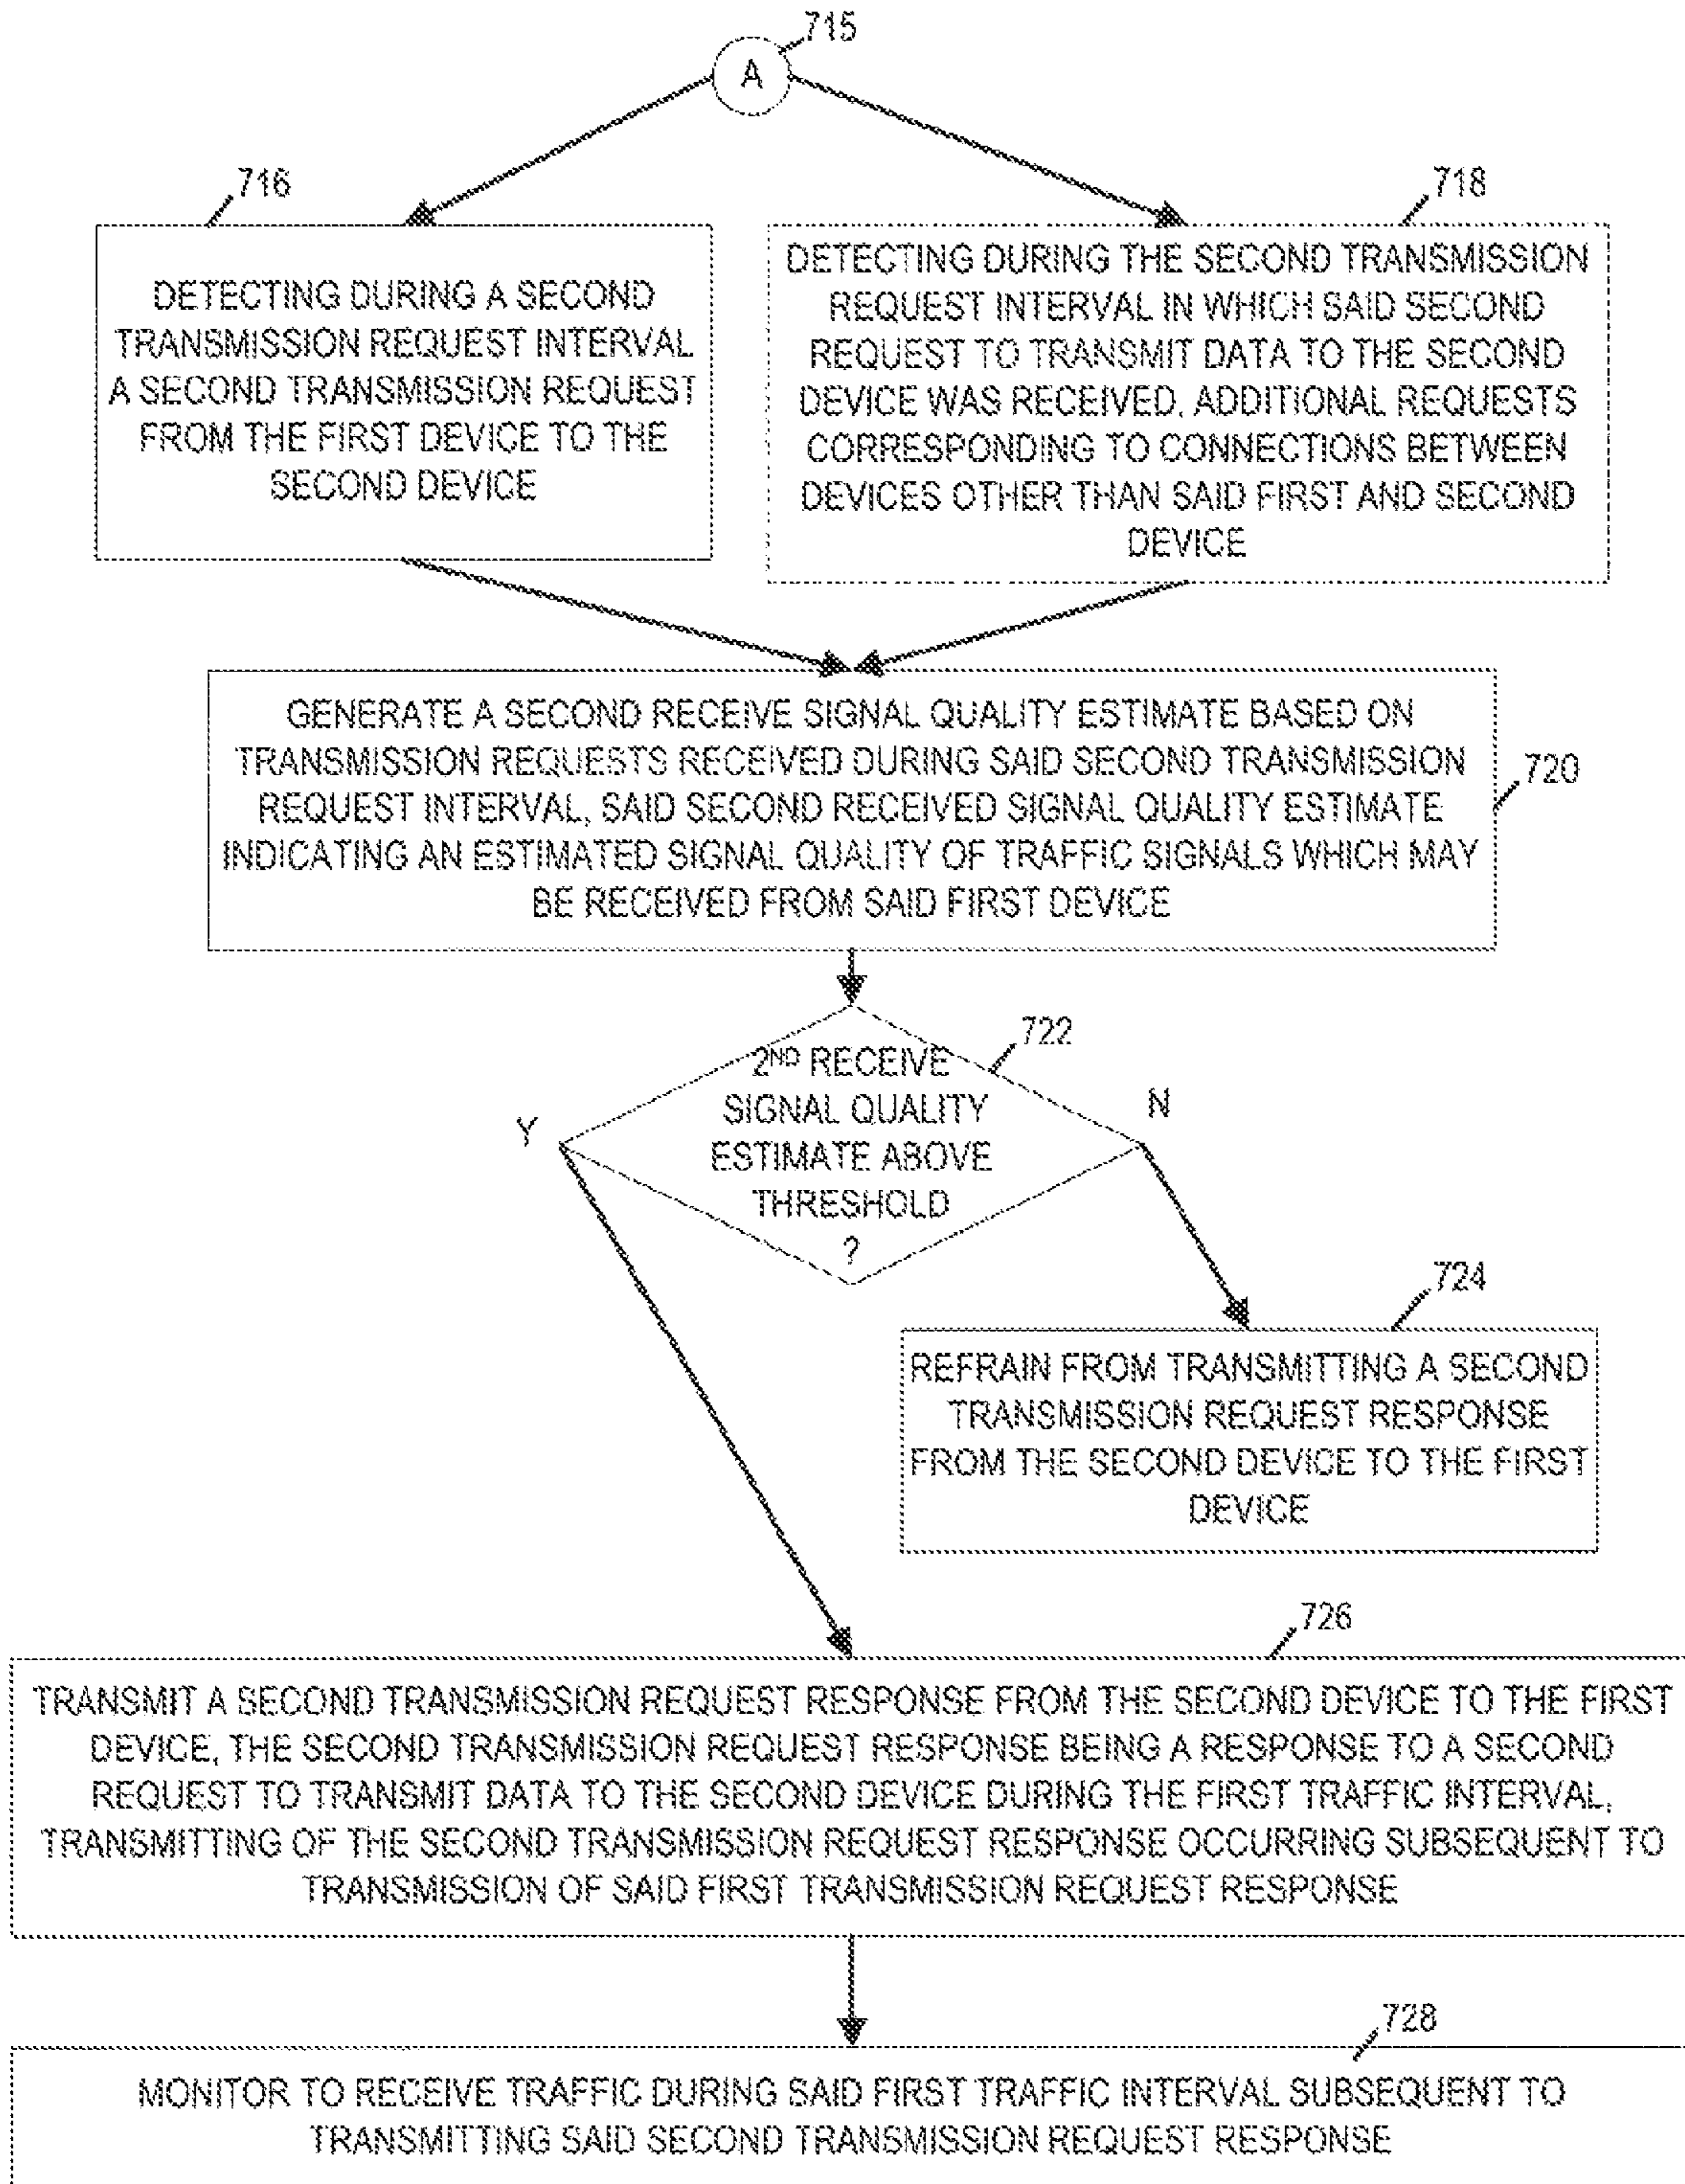 715
A
716
DETECTING DURING A SECOND
TRANSMISSION REQUEST INTERVAL
A SECOND TRANSMISSION REQUEST
FROM THE FIRST DEVICE TO THE
SECOND DEVICE
718
DETECTING DURING THE SECOND TRANSMISSION
REQUEST INTERVAL IN WHICH SAID SECOND
REQUEST TO TRANSMIT DATA TO THE SECOND
DEVICE WAS RECEIVED, ADDITIONAL REQUESTS
CORRESPONDING TO CONNECTIONS BETWEEN
DEVICES OTHER THAN SAID FIRST AND SECOND
DEVICE
GENERATE A SECOND RECEIVE SIGNAL QUALITY ESTIMATE BASED ON
TRANSMISSION REQUESTS RECEIVED DURING SAID SECOND TRANSMISSION
REQUEST INTERVAL, SAID SECOND RECEIVED SIGNAL QUALITY ESTIMATE
INDICATING AN ESTIMATED SIGNAL QUALITY OF TRAFFIC SIGNALS WHICH MAY
BE RECEIVED FROM SAID FIRST DEVICE
720
722
2ND RECEIVE
SIGNAL QUALITY
ESTIMATE ABOVE
THRESHOLD
?
Y
N
724
REFRAIN FROM TRANSMITTING A SECOND
TRANSMISSION REQUEST RESPONSE
FROM THE SECOND DEVICE TO THE FIRST
DEVICE
726
TRANSMIT A SECOND TRANSMISSION REQUEST RESPONSE FROM THE SECOND DEVICE TO THE FIRST
DEVICE, THE SECOND TRANSMISSION REQUEST RESPONSE BEING A RESPONSE TO A SECOND
REQUEST TO TRANSMIT DATA TO THE SECOND DEVICE DURING THE FIRST TRAFFIC INTERVAL,
TRANSMITTING OF THE SECOND TRANSMISSION REQUEST RESPONSE OCCURRING SUBSEQUENT TO
TRANSMISSION OF SAID FIRST TRANSMISSION REQUEST RESPONSE
728
MONITOR TO RECEIVE TRAFFIC DURING SAID FIRST TRAFFIC INTERVAL SUBSEQUENT TO
TRANSMITTING SAID SECOND TRANSMISSION REQUEST RESPONSE